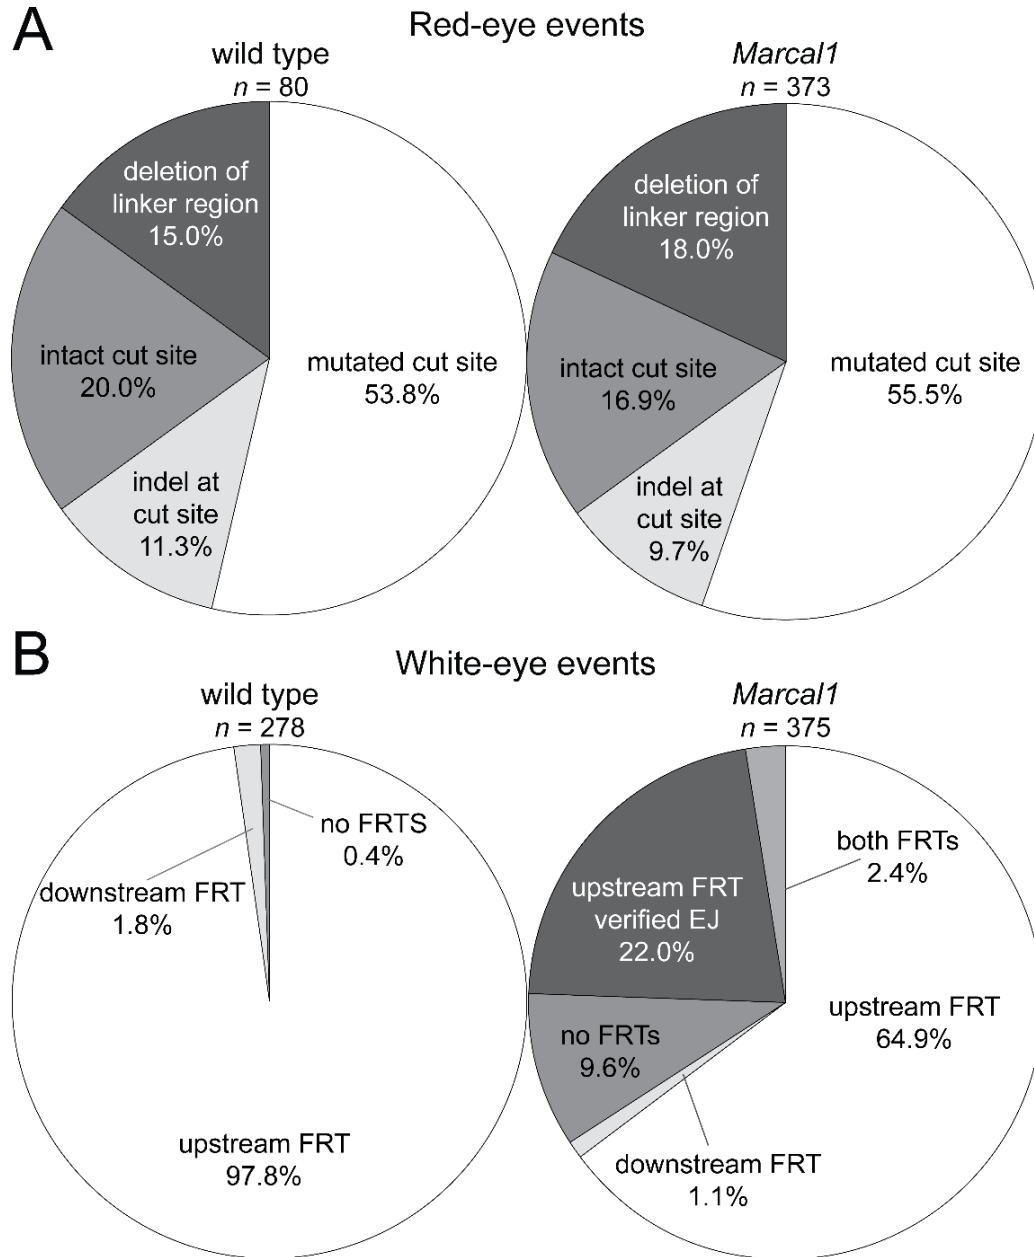 A
Red-eye events
wild type
n = 80
deletion of
linker region
15.0%
intact cut site
20.0%
indel at
cut site
11.3%
mutated cut site
53.8%
Marcal1
n = 373
deletion of
linker region
18.0%
intact cut site
16.9%
indel at
cut site
9.7%
mutated cut site
55.5%
B
White-eye events
wild type
n = 278
no FRTS
0.4%
downstream FRT
1.8%
upstream FRT
97.8%
Marcal1
n = 375
both FRTs
2.4%
upstream FRT
verified EJ
22.0%
upstream FRT
64.9%
no FRTs
9.6%
downstream FRT
1.1%